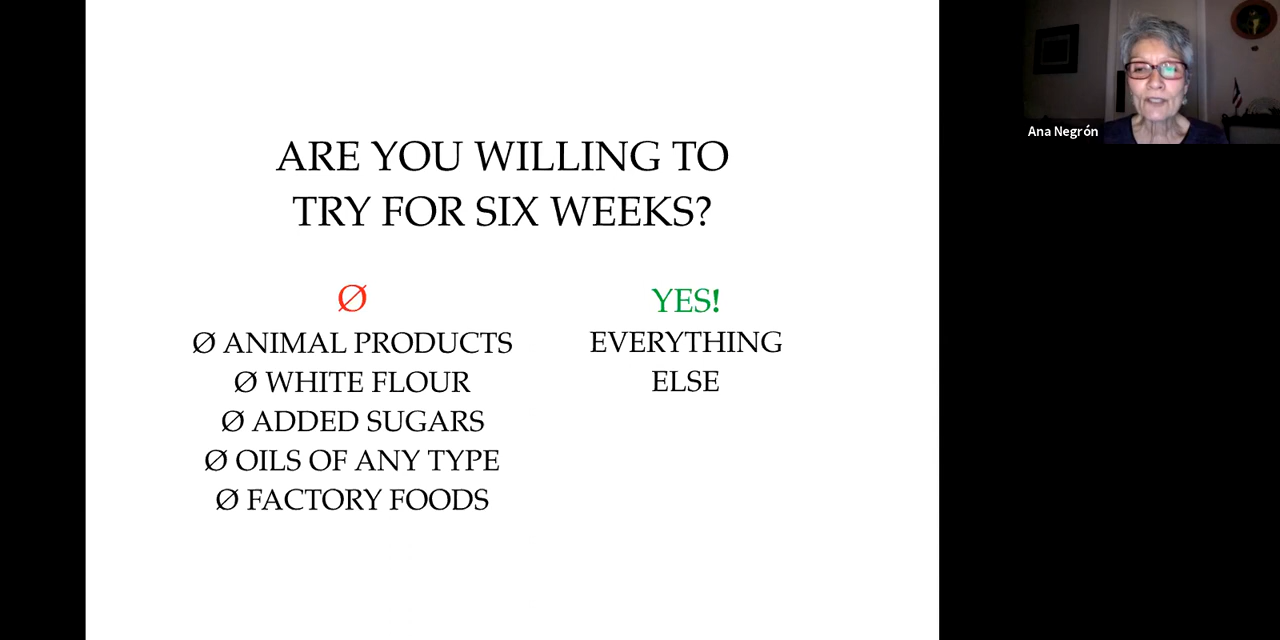 ARE YOU WILLING TO
TRY FOR SIX WEEKS?
Ø
Ø ANIMAL PRODUCTS
Ø WHITE FLOUR
Ø ADDED SUGARS
Ø OILS OF ANY TYPE
Ø FACTORY FOODS
YES!
EVERYTHING
ELSE
Ana Negrón